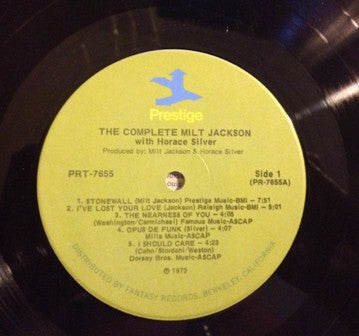 Prestige
THE COMPLETE MILT JACKSON
with Horace Silver
Produced by: Milt Jackson & Horace Silver
PRT-7655
Side 1
(PR-7655A)
1. STONEWALL (Milt Jackson) Prestige Music-BMI – 7:51
2. I'VE LOST YOUR LOVE (Jackson) Raleigh Music-BMI – 5:01
3. THE NEARNESS OF YOU – 4:06
(Washington/Carmichael) Famous Music-ASCAP
4. OPUS DE FUNK (Silver) – 4:07
Mills Music-ASCAP
5. I SHOULD CARE – 4:23
(Cahn/Stordahl/Weston)
Dorsey Bros. Music-ASCAP
℗ 1973
DISTRIBUTED BY FANTASY RECORDS, BERKELEY, CALIFORNIA